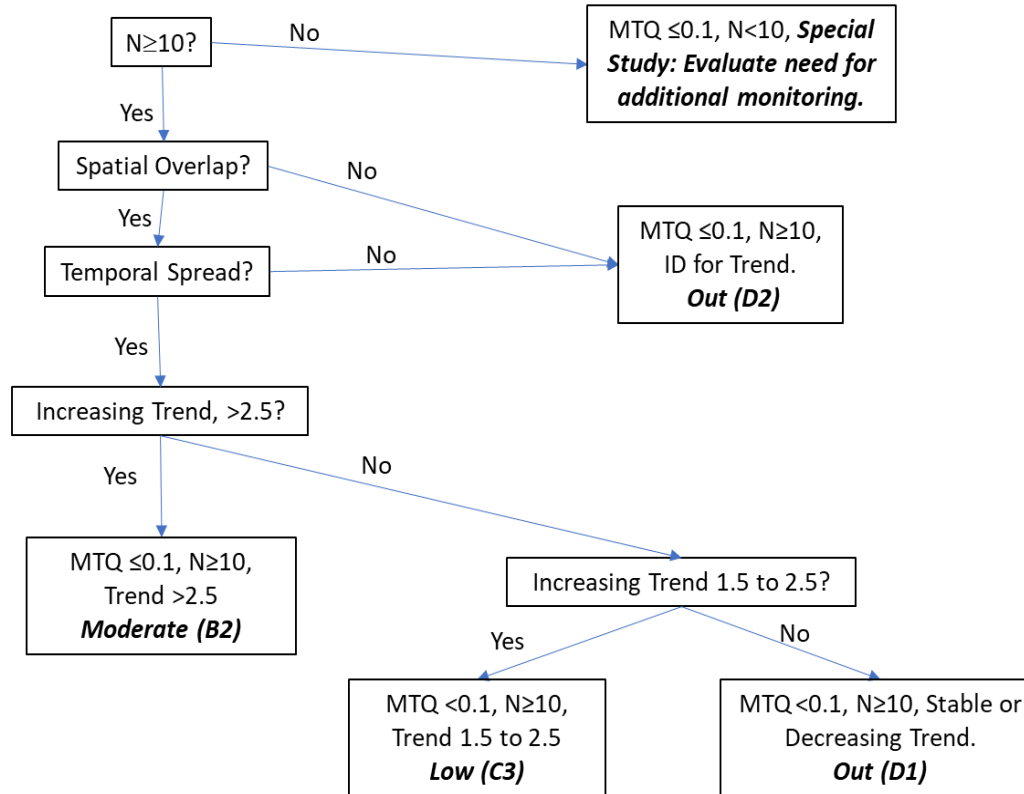 N≥10?
No
MTQ ≤0.1, N<10, Special
Study: Evaluate need for
additional monitoring.
Yes
Spatial Overlap?
No
Yes
MTQ ≤0.1, N≥10,
ID for Trend.
Out (D2)
Temporal Spread?
No
Yes
Increasing Trend, >2.5?
Yes
No
MTQ ≤0.1, N≥10,
Trend >2.5
Moderate (B2)
Increasing Trend 1.5 to 2.5?
Yes
No
MTQ <0.1, N≥10,
Trend 1.5 to 2.5
Low (C3)
MTQ <0.1, N≥10, Stable or
Decreasing Trend.
Out (D1)